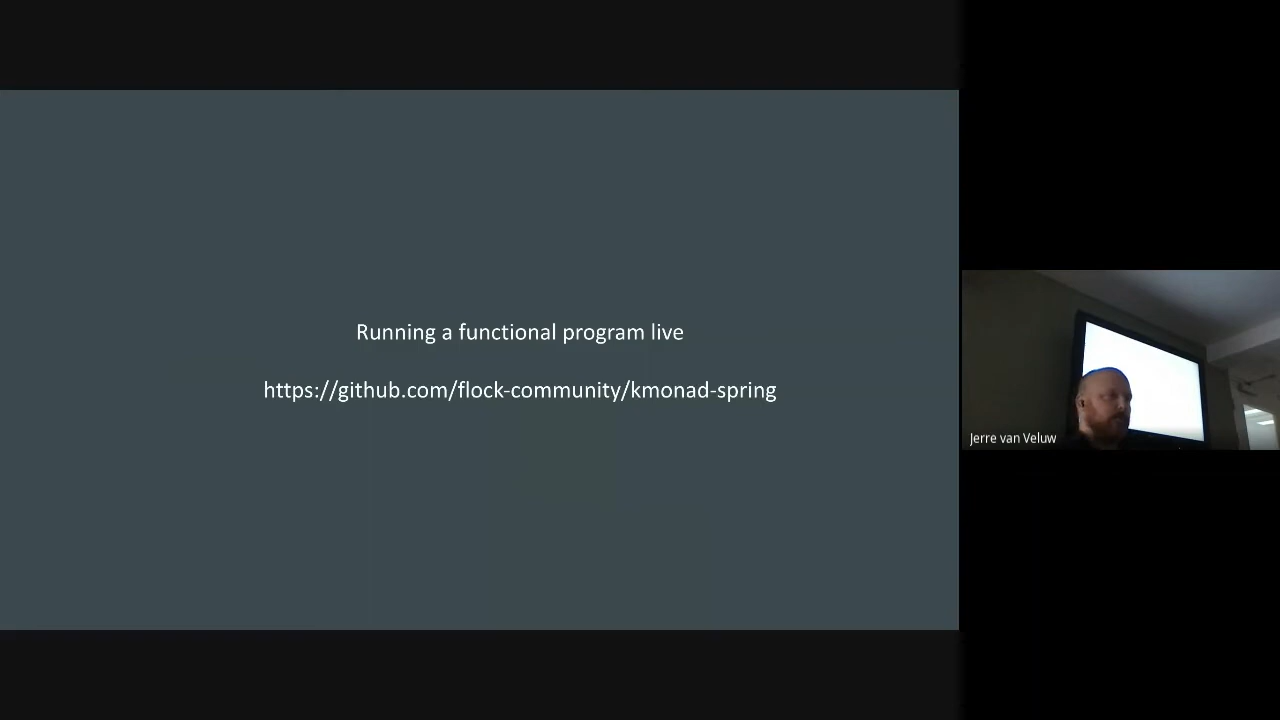 Running a functional program live
https://github.com/flock-community/kmonad-spring
Jerre van Veluw